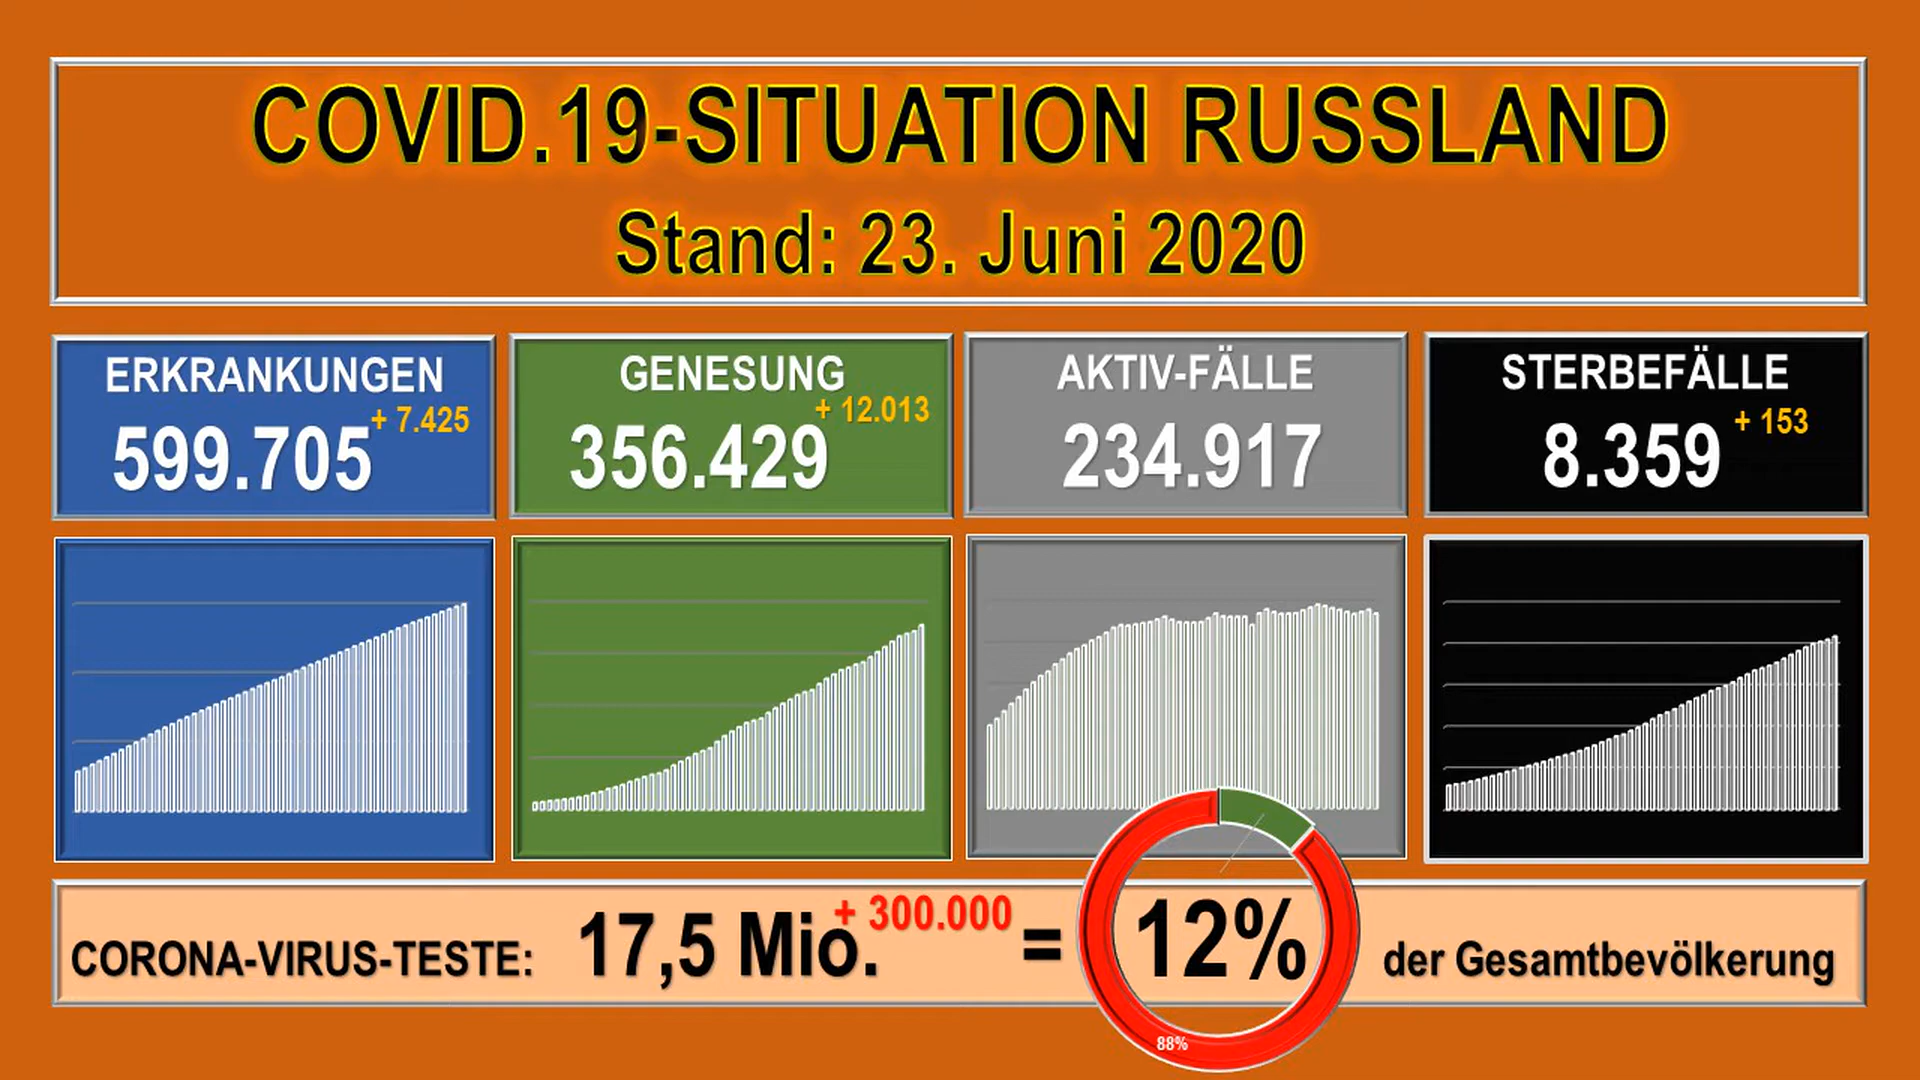 COVID.19-SITUATION RUSSLAND
Stand: 23. Juni 2020
ERKRANKUNGEN
+ 7.425
599.705
GENESUNG
+ 12.013
356.429
AKTIV-FÄLLE
234.917
STERBEFÄLLE
+ 153
8.359
CORONA-VIRUS-TESTE: 17,5 Mio. + 300.000 = 12% der Gesamtbevölkerung
88%